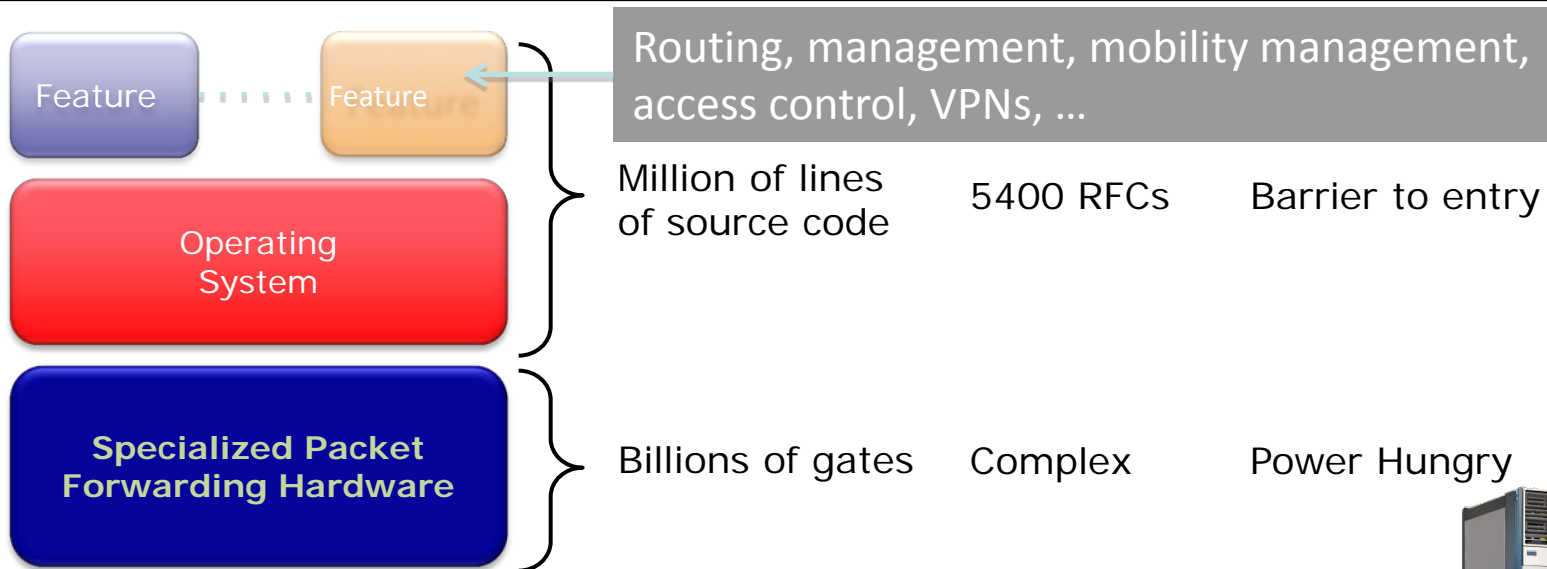 Feature
Feature
Routing, management, mobility management,
access control, VPNs, ...
Operating
System
Million of lines
of source code
5400 RFCs
Barrier to entry
Specialized Packet
Forwarding Hardware
Billions of gates
Complex
Power Hungry